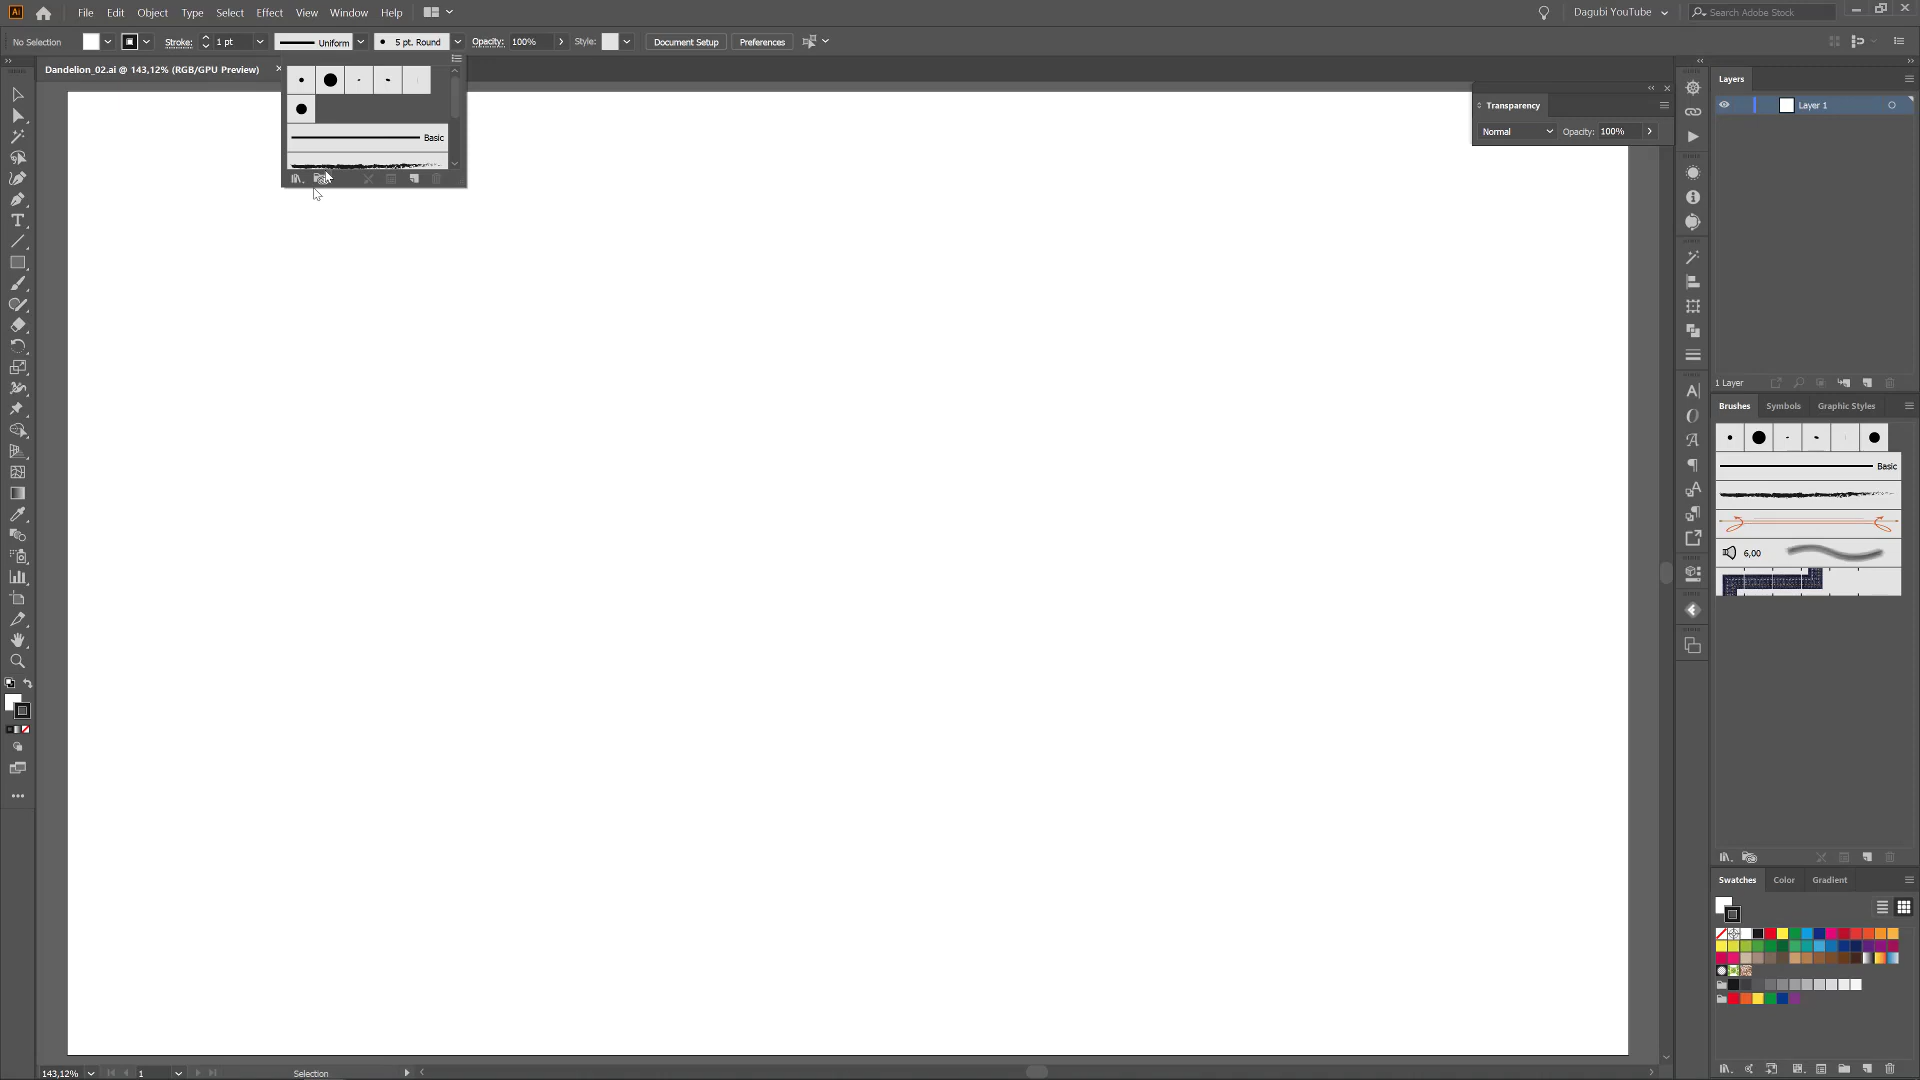 Ai File Edit Object Type Select Effect View Window Help Dagubi YouTube Search Adobe Stock
No Selection Stroke: 1 pt Uniform 5 pt. Round Opacity: 100% Style: Document Setup Preferences
Dandelion_02.ai @ 143,12% (RGB/GPU Preview)
Basic
Transparency
Normal Opacity: 100%
Layers
Layer 1
1 Layer
Brushes Symbols Graphic Styles
Basic
6,00
Swatches Color Gradient
143,12% 1 Selection